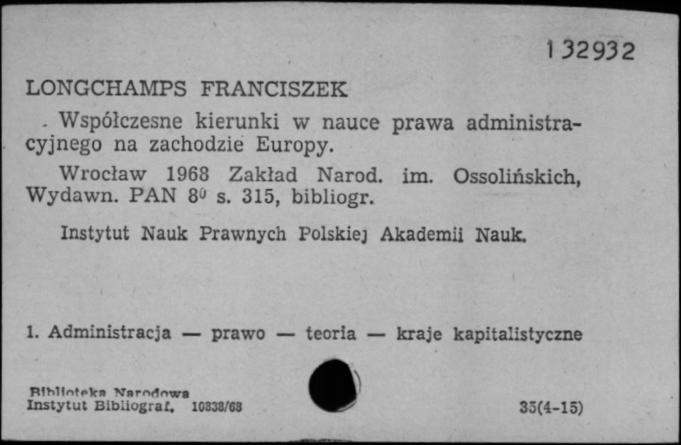 132932
LONGCHAMPS FRANCISZEK
. Współczesne kierunki w nauce prawa administra-
cyjnego na zachodzie Europy.
Wrocław 1968 Zakład Narod. im. Ossolińskich,
Wydawn. PAN 8⁰ s. 315, bibliogr.
Instytut Nauk Prawnych Polskiej Akademii Nauk.
1. Administracja — prawo — teoria — kraje kapitalistyczne
Biblioteka Narodowa
Instytut Bibliograf. 10838/68
35(4-15)